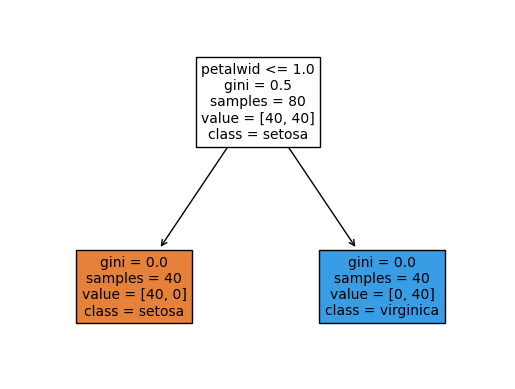 petalwid <= 1.0
gini = 0.5
samples = 80
value = [40, 40]
class = setosa
gini = 0.0
samples = 40
value = [40, 0]
class = setosa
gini = 0.0
samples = 40
value = [0, 40]
class = virginica